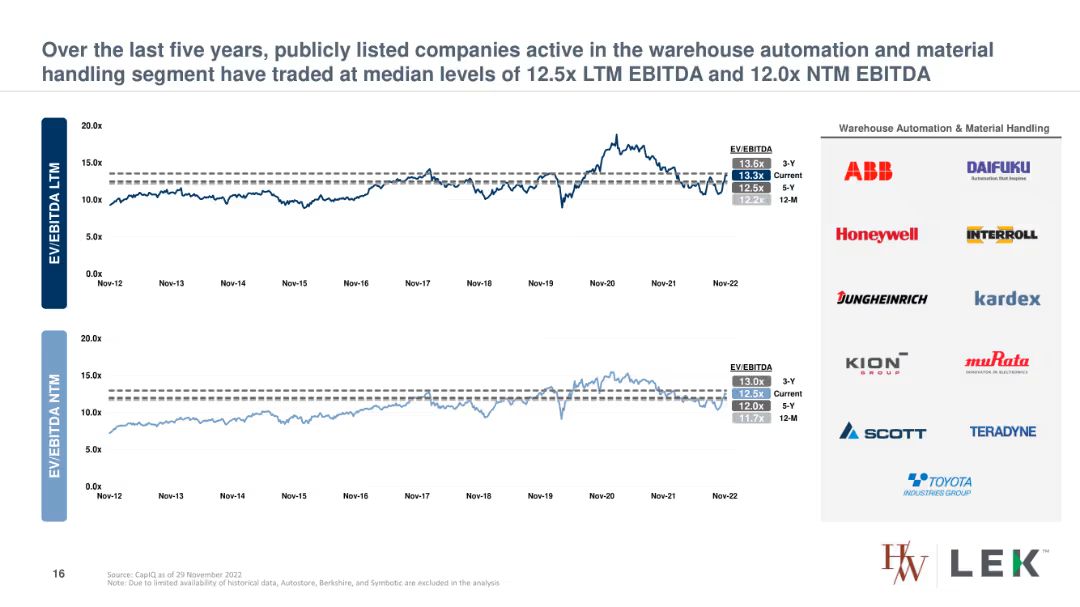 Over the last five years, publicly listed companies active in the warehouse automation and material
handling segment have traded at median levels of 12.5x LTM EBITDA and 12.0x NTM EBITDA
EV/EBITDA LTM
20.0x
15.0x
10.0x
5.0x
0.0x
Nov-12 Nov-13 Nov-14 Nov-15 Nov-16 Nov-17 Nov-18 Nov-19 Nov-20 Nov-21 Nov-22
EV/EBITDA
13.6x 3-Y
13.3x Current
12.5x 5-Y
12.2x 12-M
EV/EBITDA NTM
20.0x
15.0x
10.0x
5.0x
0.0x
Nov-12 Nov-13 Nov-14 Nov-15 Nov-16 Nov-17 Nov-18 Nov-19 Nov-20 Nov-21 Nov-22
EV/EBITDA
13.0x 3-Y
12.5x Current
12.0x 5-Y
11.7x 12-M
Warehouse Automation & Material Handling
ABB DAIFUKU
Automation that Inspires
Honeywell INTERROLL
JUNGHEINRICH kardex
KION GROUP muRata
INNOVATOR IN ELECTRONICS
SCOTT TERADYNE
TOYOTA
INDUSTRIES GROUP
16
Source: CapIQ as of 29 November 2022
Note: Due to limited availability of historical data, Autostore, Berkshire, and Symbotic are excluded in the analysis
HW LEK™